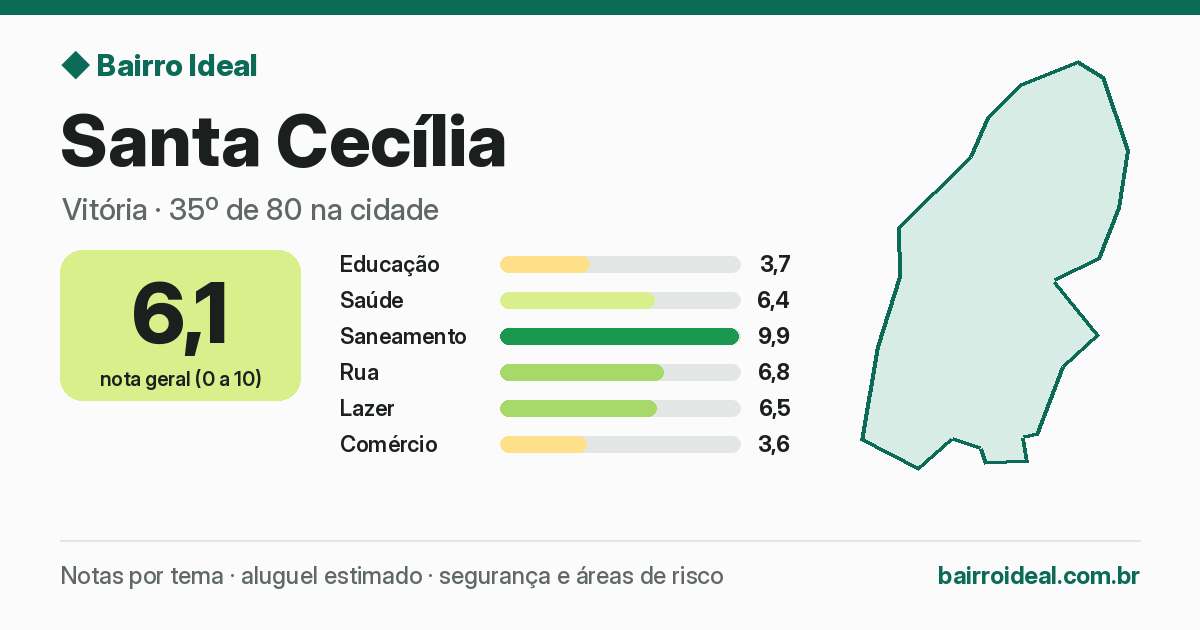 Bairro Ideal
Santa Cecília
Vitória · 35º de 80 na cidade
6,1
nota geral (0 a 10)
Educação 3,7
Saúde 6,4
Saneamento 9,9
Rua 6,8
Lazer 6,5
Comércio 3,6
Notas por tema · aluguel estimado · segurança e áreas de risco
bairroideal.com.br